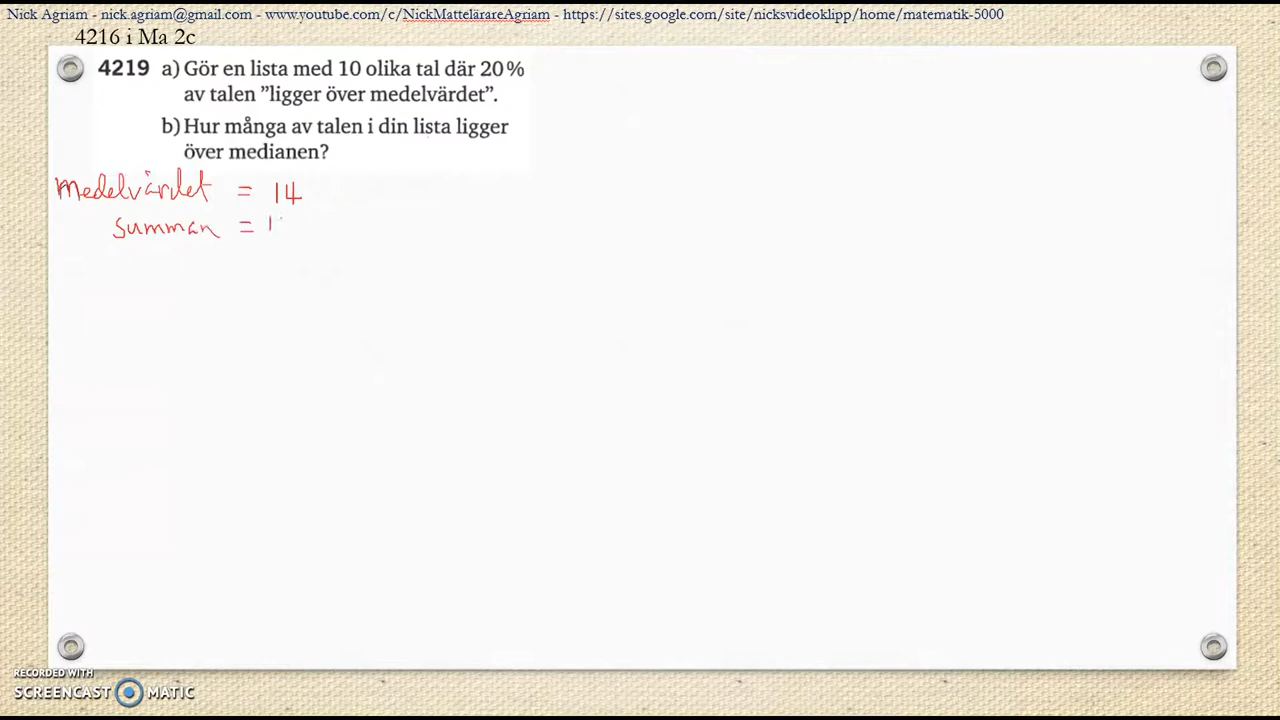 Nick Agriam - nick.agriam@gmail.com - www.youtube.com/c/NickMattelärareAgriam - https://sites.google.com/site/nicksvideoklipp/home/matematik-5000
4216 i Ma 2c
4219 a) Gör en lista med 10 olika tal där 20%
av talen ”ligger över medelvärdet”.
b) Hur många av talen i din lista ligger
över medianen?
Medelvärdet = 14
Summan = 1
RECORDED WITH
SCREENCAST MATIC